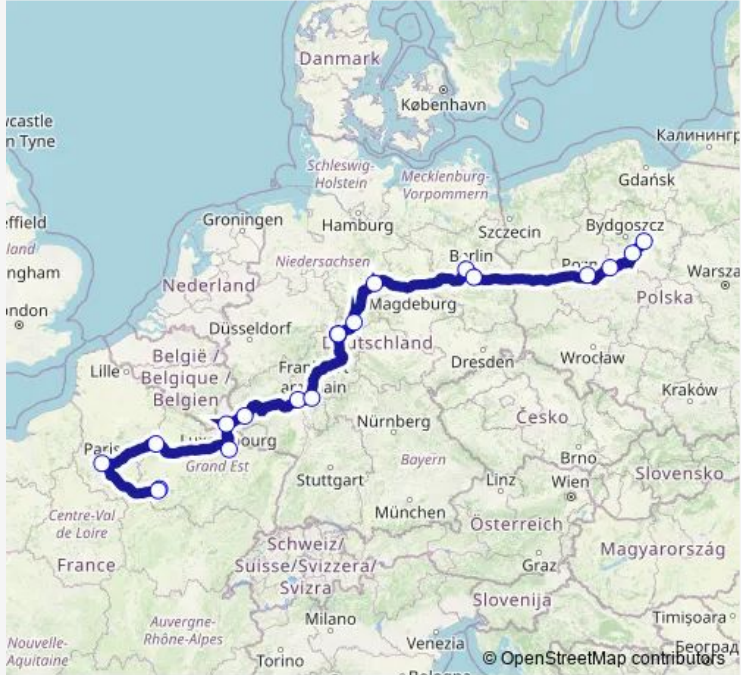 Danmark
København
wcastle
n Tyne
Калининг
Schleswig-
Holstein
Mecklenburg-
Vorpommern
Gdańsk
effield
land
Groningen
Hamburg
Szczecin
Bydgoszcz
ngham
Niedersachsen
Berlin
Warsza
ndon
Nederland
Magdeburg
Polska
Düsseldorf
Deutschland
België /
Belgique /
Belgien
Lille
Dresden
Wrocław
Kraków
Nürnberg
Česko
Paris
Grand Est
Stuttgart
Bayern
Linz
Brno
Wien
Slovensko
München
Centre-Val
de Loire
Österreich
France
Schweiz/
Suisse/Svizzera/
Svizra
Graz
Magyarország
Slovenija
Auvergne-
Rhône-Alpes
Milano
Timișoara
Nouvelle-
Aquitaine
Torino
Venezia
Београд
© OpenStreetMap contributors